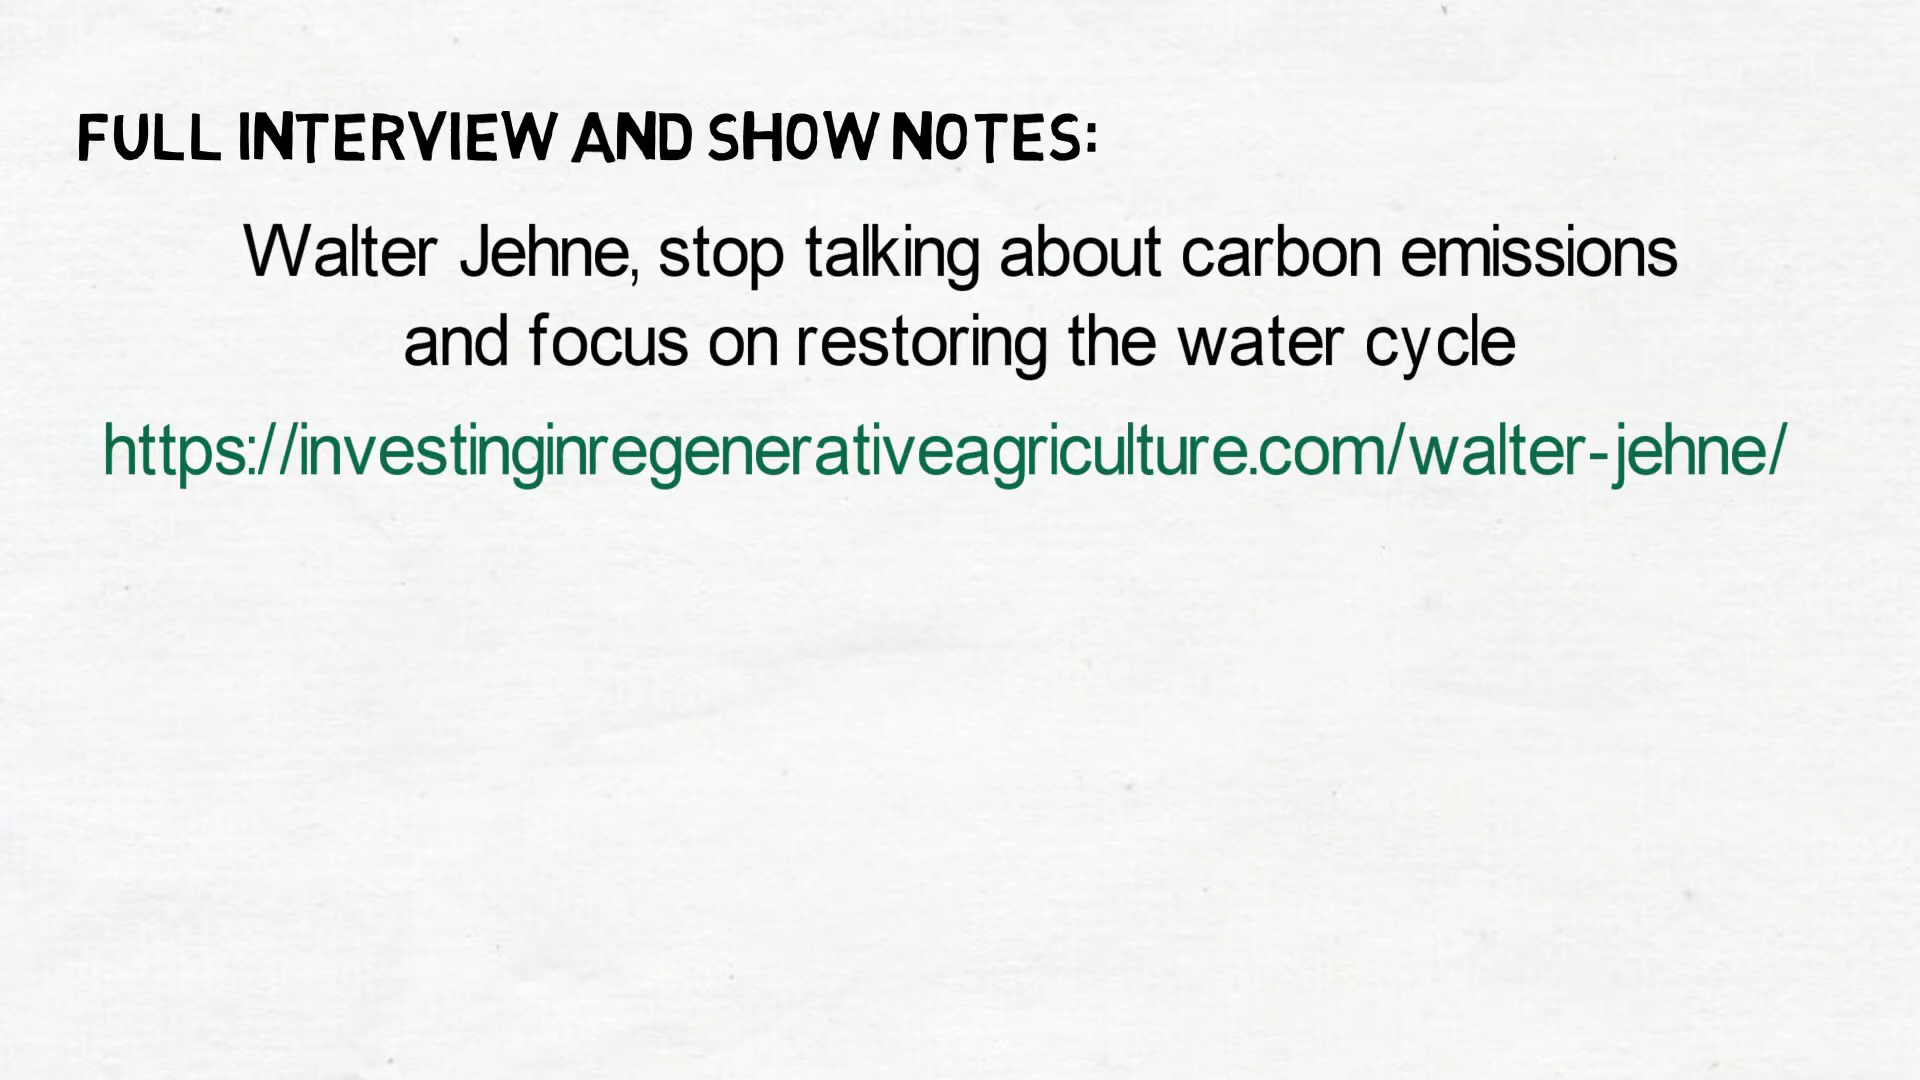 FULL INTERVIEW AND SHOW NOTES:
Walter Jehne, stop talking about carbon emissions
and focus on restoring the water cycle
https://investinginregenerativeagriculture.com/walter-jehne/